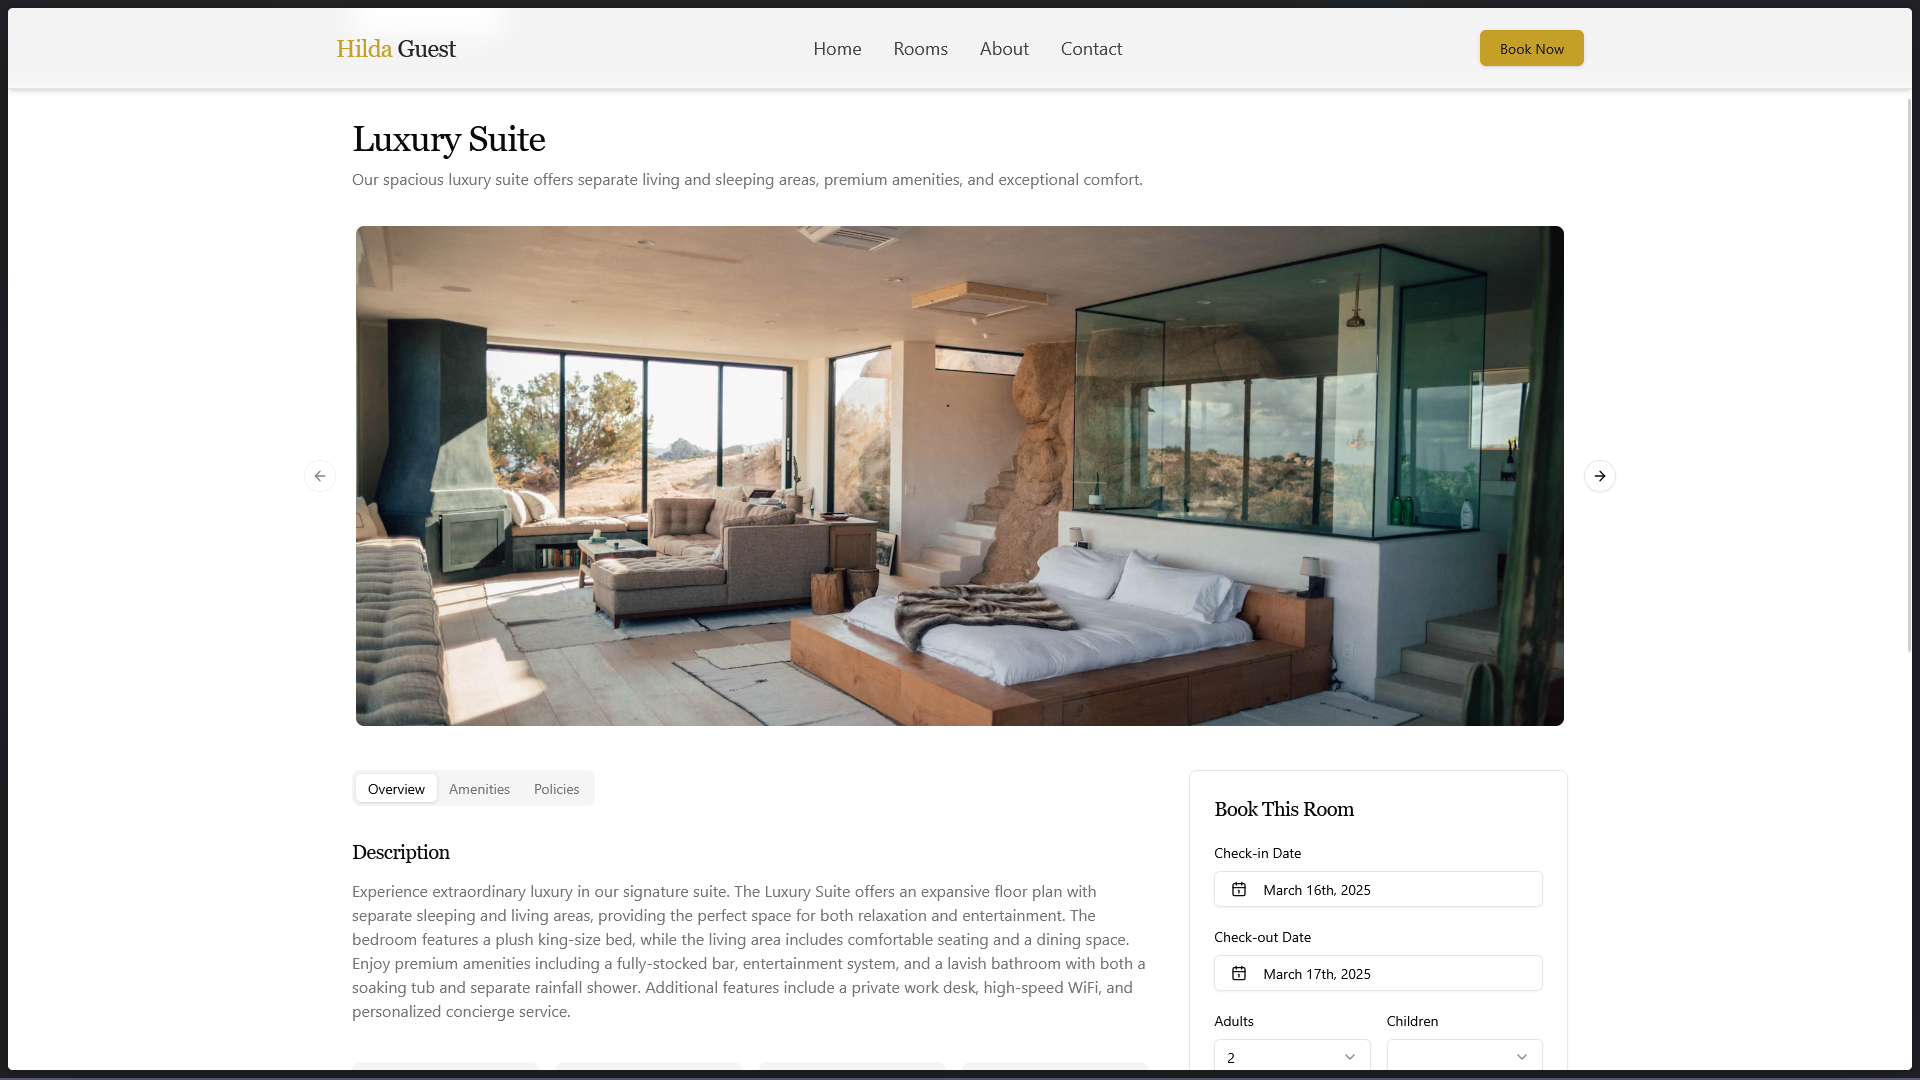 Hilda Guest
Home
Rooms
About
Contact
Book Now
Luxury Suite
Our spacious luxury suite offers separate living and sleeping areas, premium amenities, and exceptional comfort.
Overview
Amenities
Policies
Description
Experience extraordinary luxury in our signature suite. The Luxury Suite offers an expansive floor plan with
separate sleeping and living areas, providing the perfect space for both relaxation and entertainment. The
bedroom features a plush king-size bed, while the living area includes comfortable seating and a dining space.
Enjoy premium amenities including a fully-stocked bar, entertainment system, and a lavish bathroom with both a
soaking tub and separate rainfall shower. Additional features include a private work desk, high-speed WiFi, and
personalized concierge service.
Book This Room
Check-in Date
March 16th, 2025
Check-out Date
March 17th, 2025
Adults
Children
2